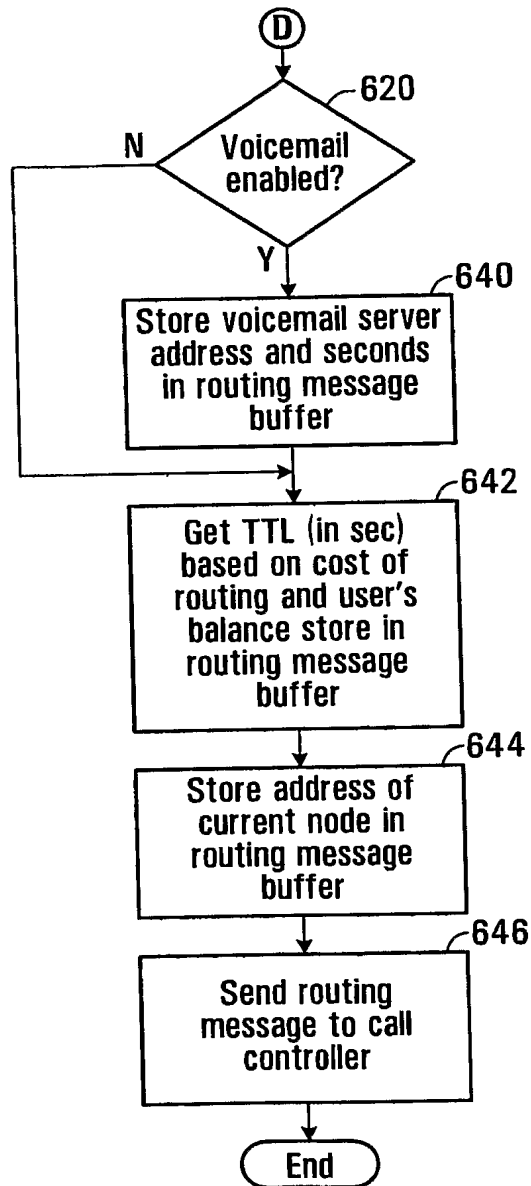 D
620
N
Voicemail
enabled?
Y
640
Store voicemail server
address and seconds
in routing message
buffer
642
Get TTL (in sec)
based on cost of
routing and user's
balance store in
routing message
buffer
644
Store address of
current node in
routing message
buffer
646
Send routing
message to call
controller
End